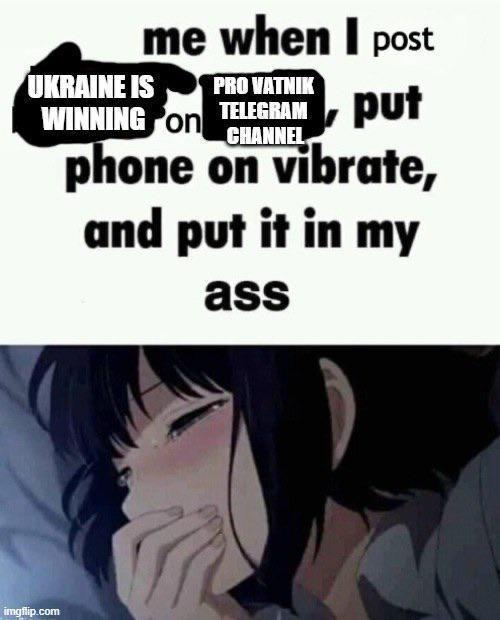 me when I post
UKRAINE IS
WINNING on PRO VATNIK
TELEGRAM
CHANNEL, put
phone on vibrate,
and put it in my
ass
imgflip.com